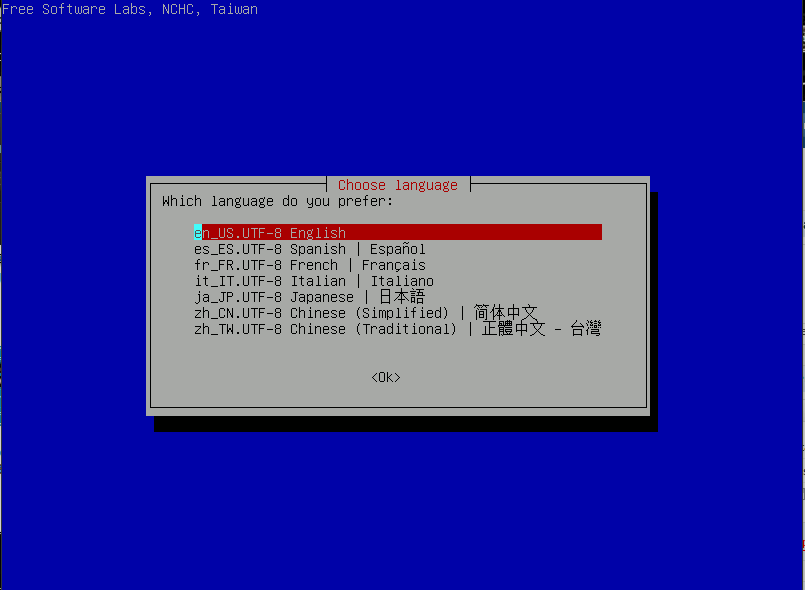 Free Software Labs, NCHC, Taiwan
Choose language
Which language do you prefer:
en_US.UTF-8 English
es_ES.UTF-8 Spanish | Español
fr_FR.UTF-8 French | Français
it_IT.UTF-8 Italian | Italiano
ja_JP.UTF-8 Japanese | 日本語
zh_CN.UTF-8 Chinese (Simplified) | 简体中文
zh_TW.UTF-8 Chinese (Traditional) | 正體中文 - 台灣
<Ok>